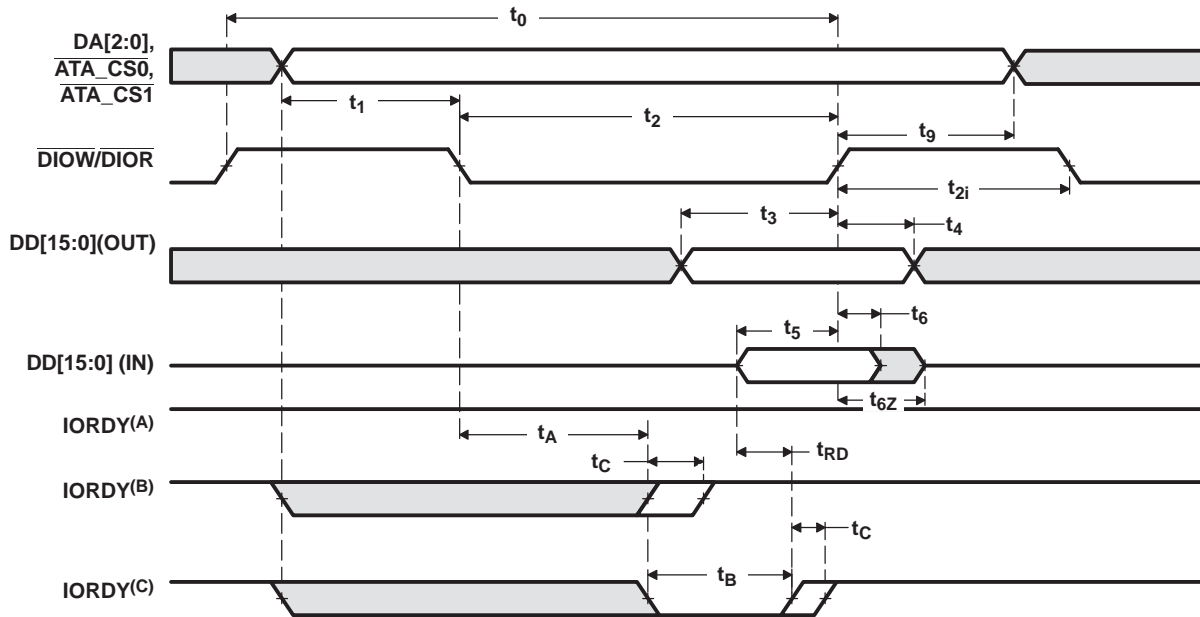 t0
DA[2:0],
ATA_CS0,
ATA_CS1
t1
t2
t9
DIOW/DIOR
t2i
t3
t4
DD[15:0](OUT)
t6
t5
DD[15:0] (IN)
t6Z
IORDY(A)
tA
tRD
tC
IORDY(B)
tC
tB
IORDY(C)